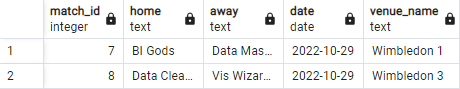 match_id home away date venue_name
integer text text date text
1 7 BI Gods Data Mas... 2022-10-29 Wimbledon 1
2 8 Data Clea... Vis Wizar... 2022-10-29 Wimbledon 3